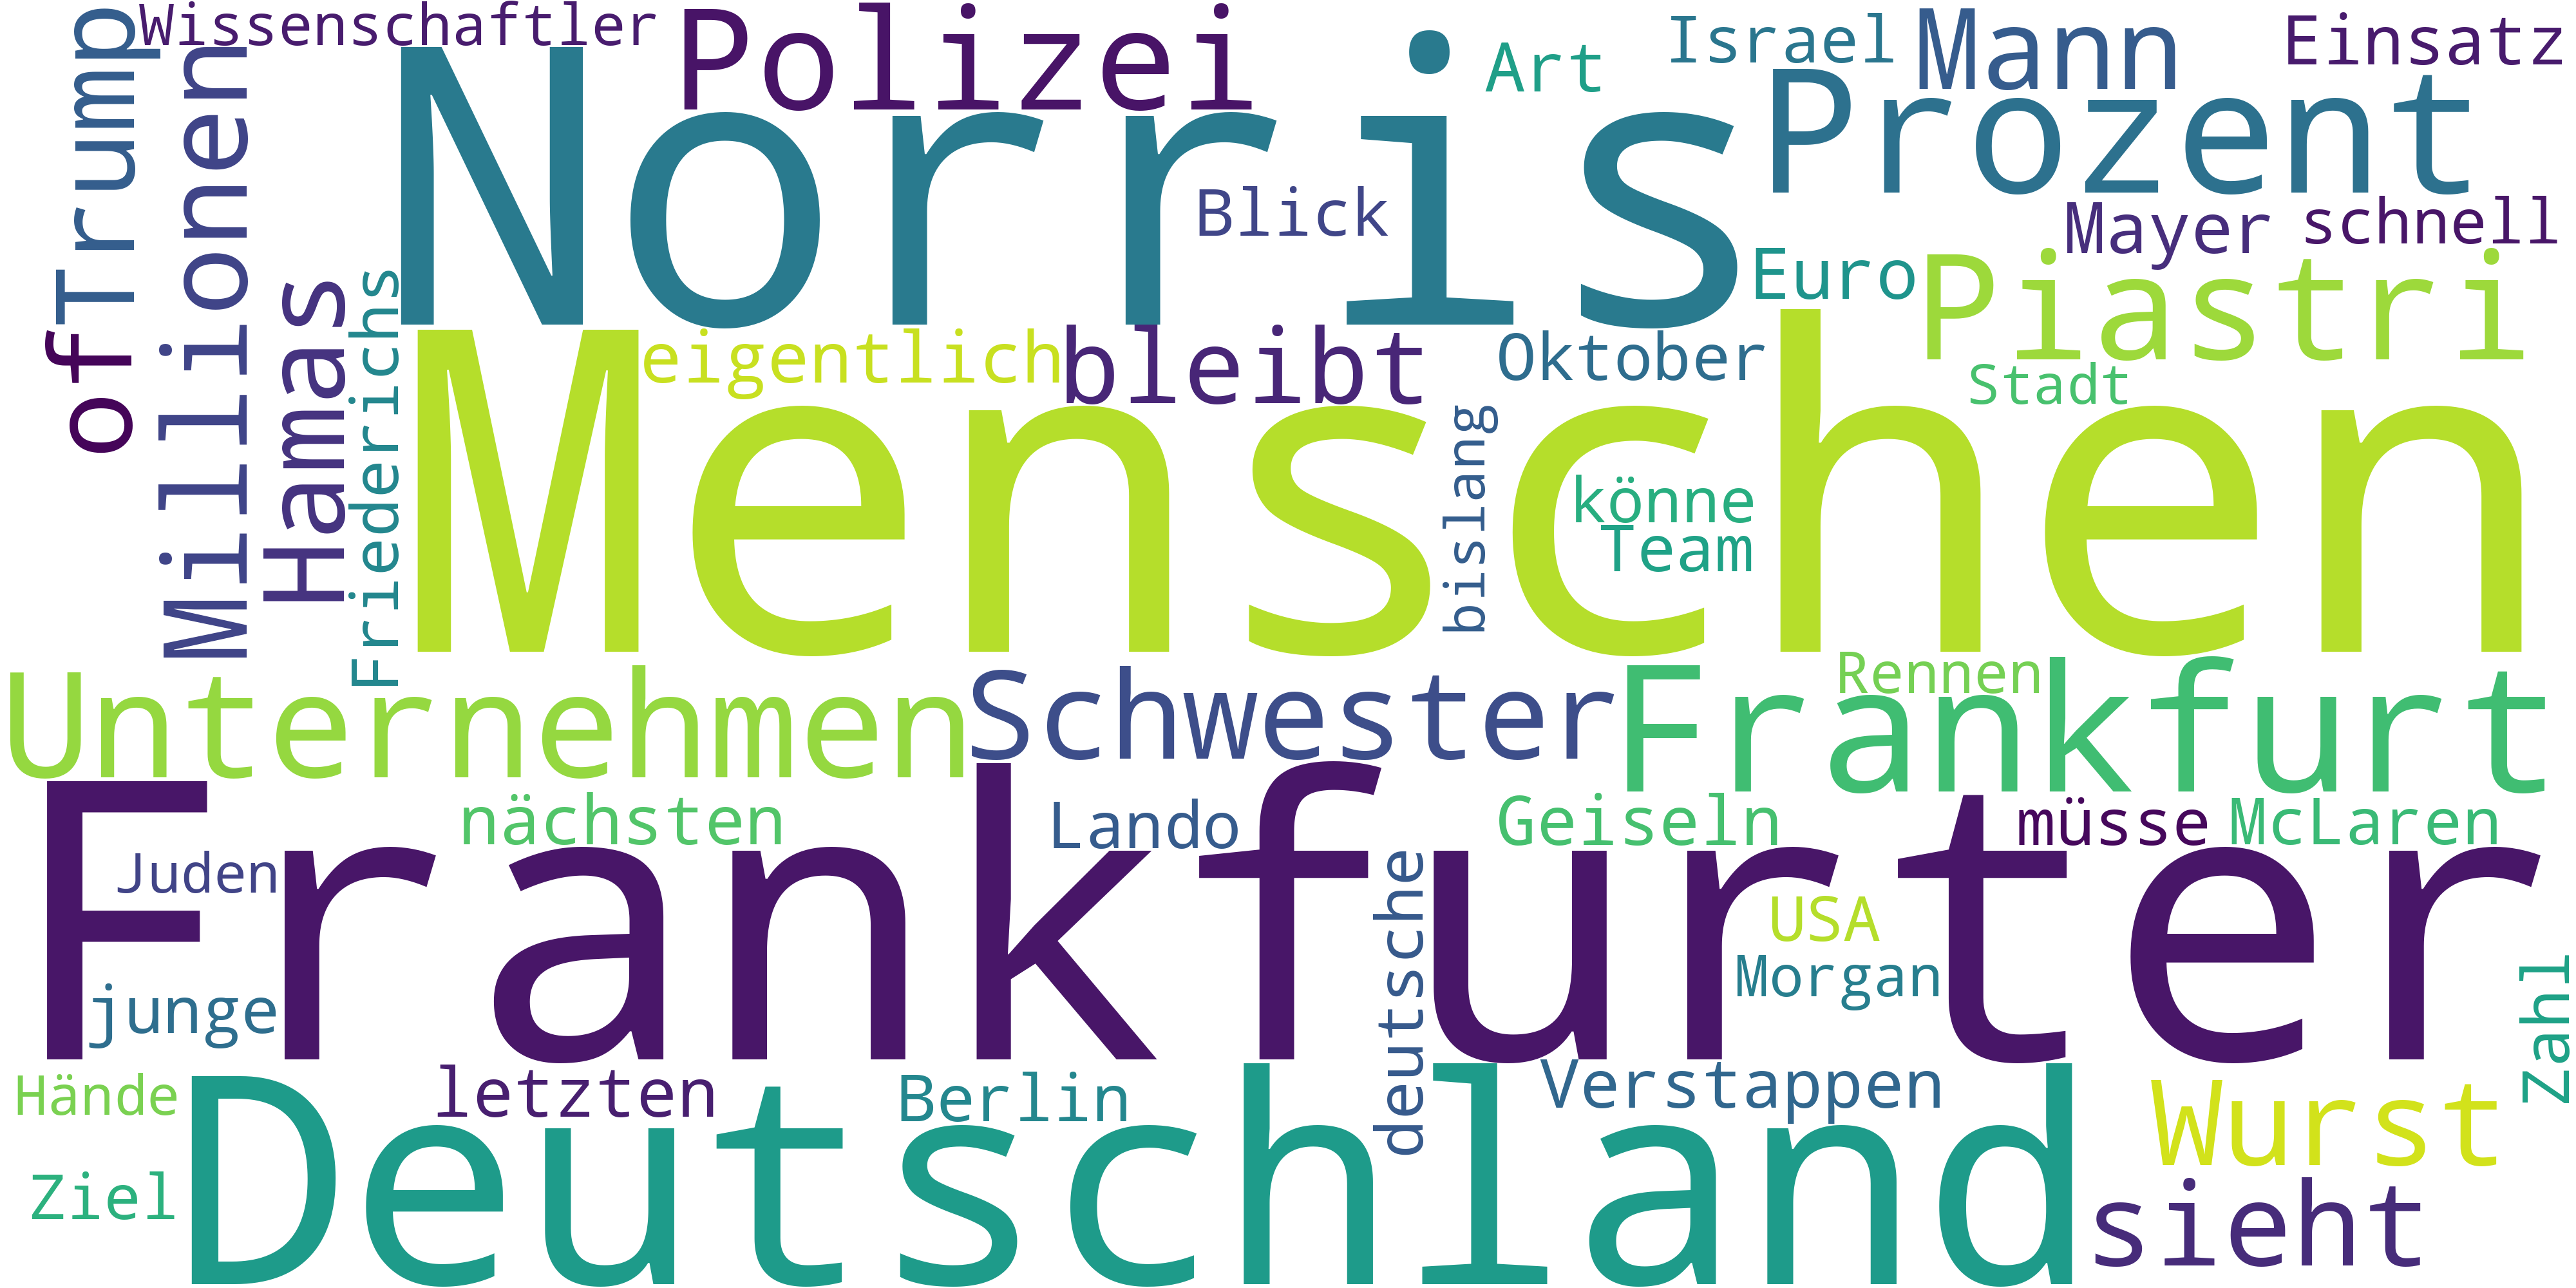 Wissenschaftler
Polizei
Art
Israel
Mann
Einsatz
Trump
Millionen
Norris
Prozent
Blick
Mayer
schnell
Euro
Piastri
of
Hamas
Friederichs
eigentlich
bleibt
Oktober
Stadt
Menschen
bislang
könne
Team
Unternehmen
Schwester
Frankfurt
Rennen
nächsten
Lando
Geiseln
müsse
McLaren
Juden
Frankfurter
deutsche
USA
Morgan
junge
Zahl
Hände
letzten
Berlin
Verstappen
Wurst
Ziel
Deutschland
sieht